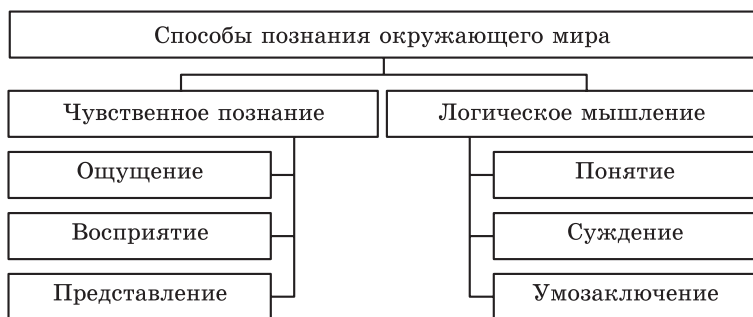 Способы познания окружающего мира
Чувственное познание
Логическое мышление
Ощущение
Понятие
Восприятие
Суждение
Представление
Умозаключение